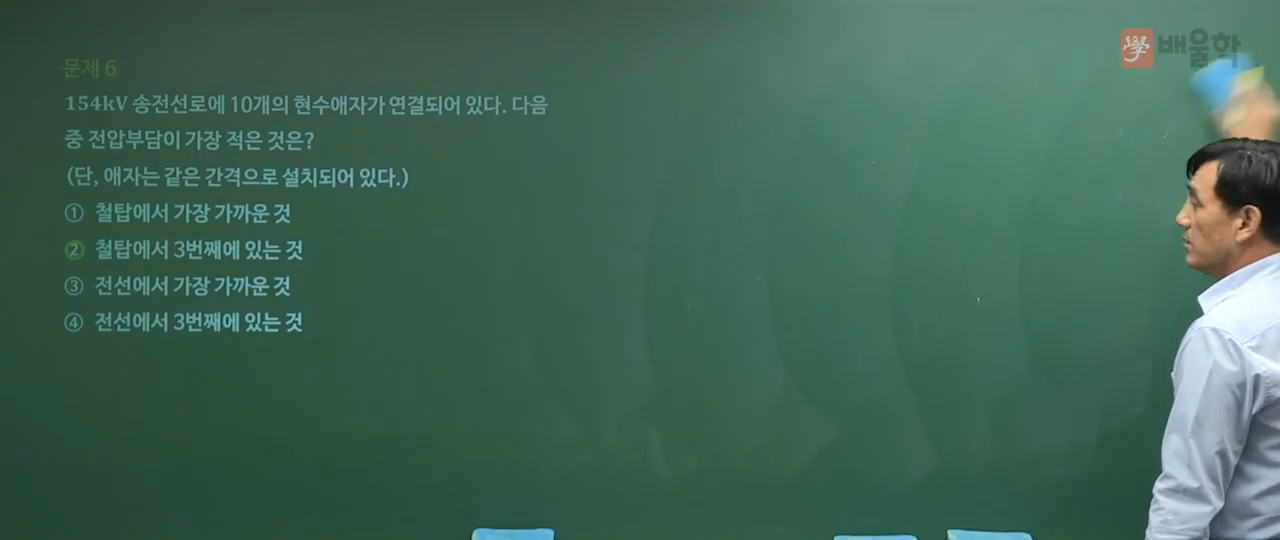 學 배울학
문제 6
154kV 송전선로에 10개의 현수애자가 연결되어 있다. 다음
중 전압부담이 가장 적은 것은?
(단, 애자는 같은 간격으로 설치되어 있다.)
① 철탑에서 가장 가까운 것
② 철탑에서 3번째에 있는 것
③ 전선에서 가장 가까운 것
④ 전선에서 3번째에 있는 것